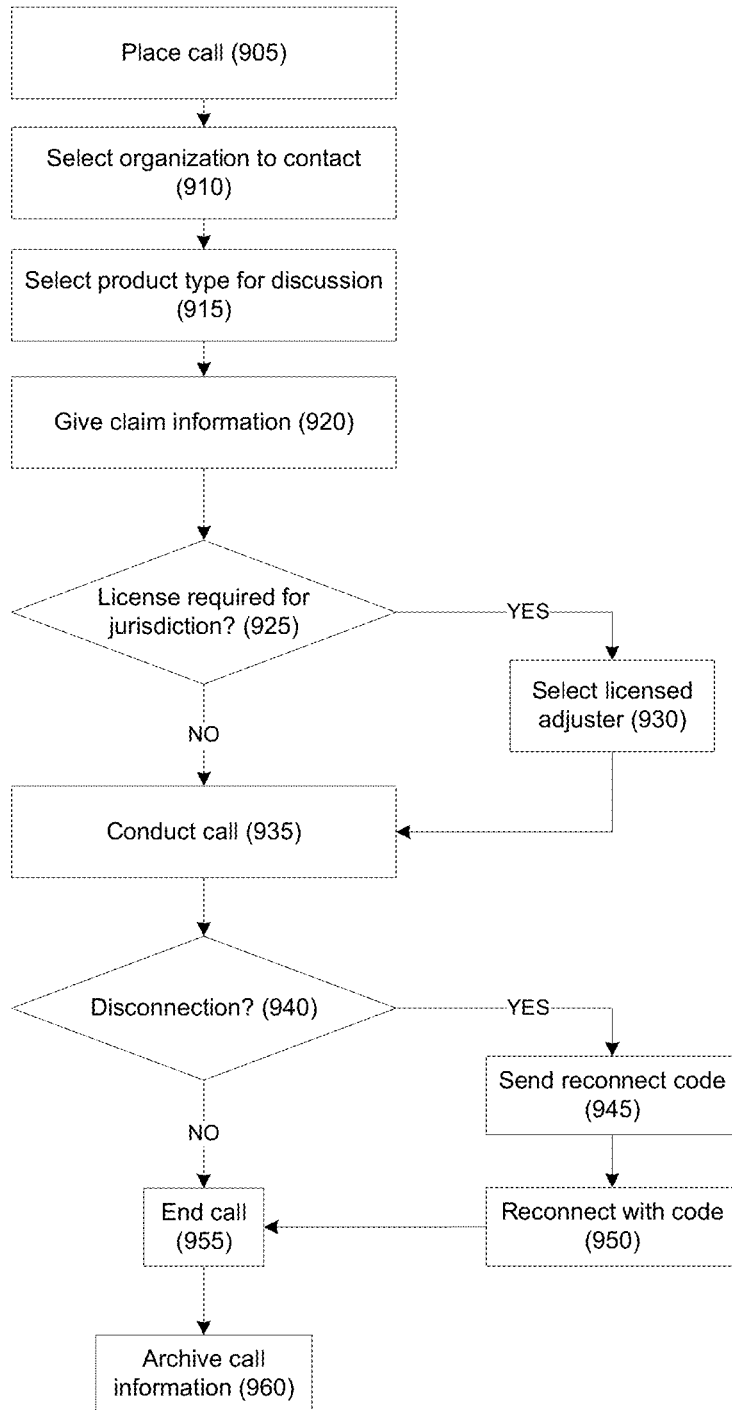 Place call (905)
Select organization to contact
(910)
Select product type for discussion
(915)
Give claim information (920)
License required for
jurisdiction? (925)
YES
Select licensed
adjuster (930)
NO
Conduct call (935)
Disconnection? (940)
YES
Send reconnect code
(945)
NO
End call
(955)
Reconnect with code
(950)
Archive call
information (960)